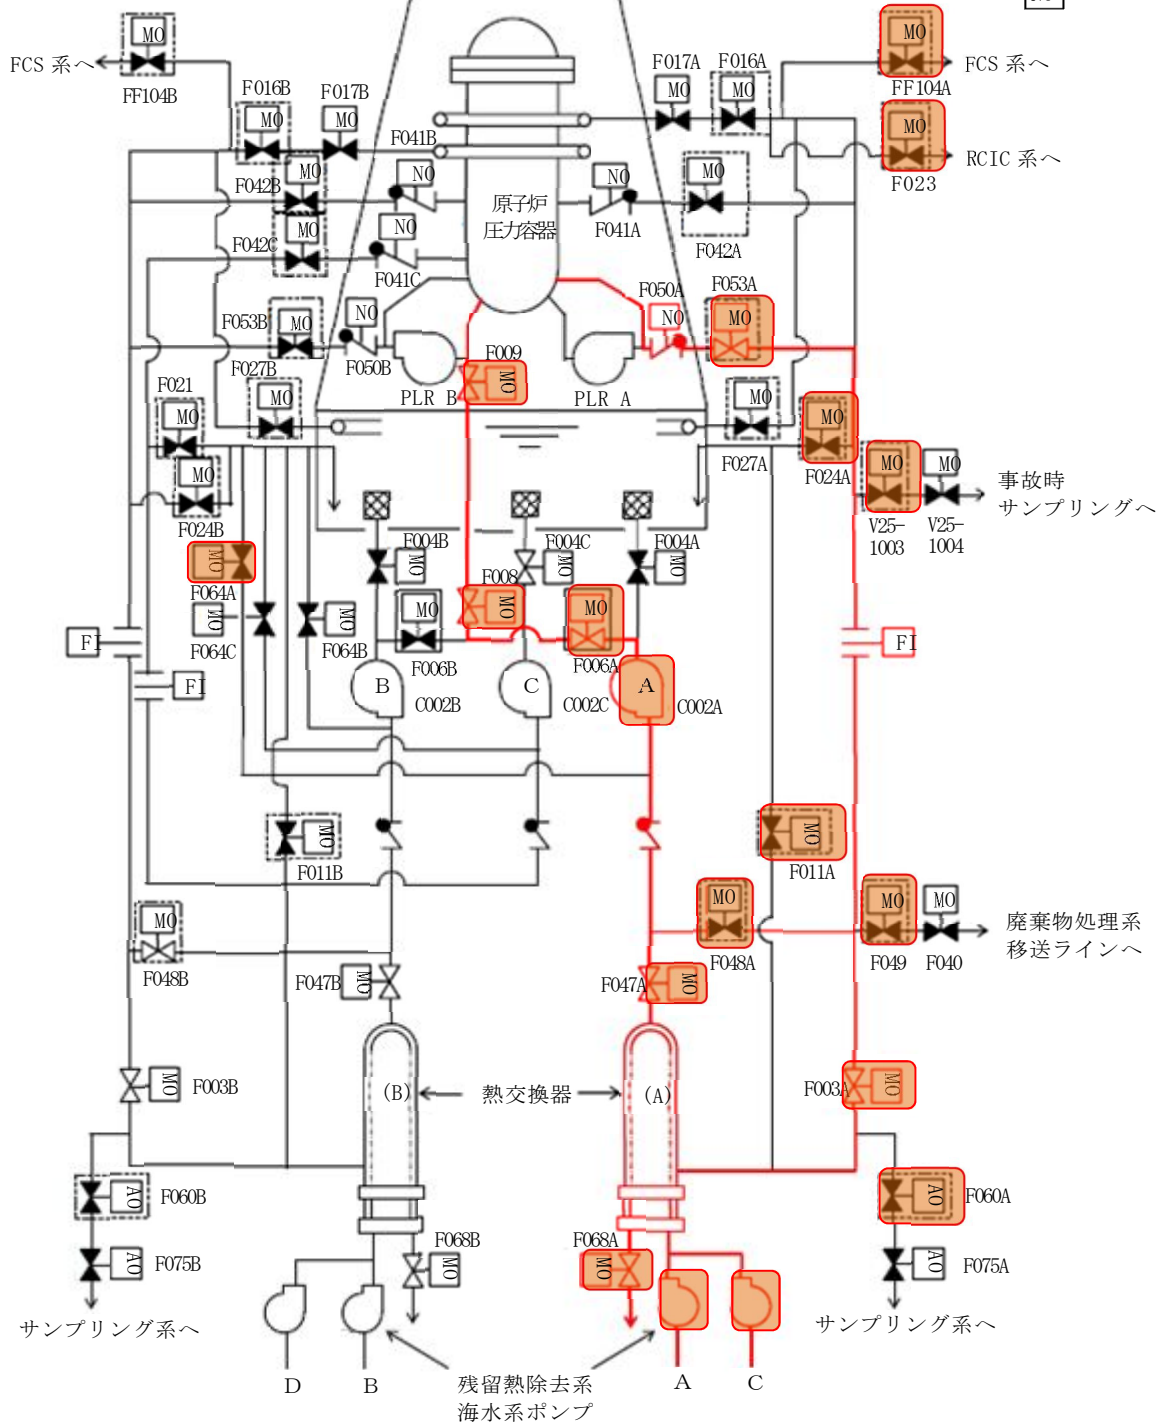 MO
MO
FCS 系へ
FF104B
F016B
F017B
F017A
F016A
MO
FF104A
FCS 系へ
MO
MO
MO
MO
F041B
MO
F023
RCIC 系へ
F042B
MO
NO
原子炉
圧力容器
NO
F041A
MO
F042A
F042C
MO
NO
F041C
F053B
MO
NO
F050B
F050A
NO
F053A
MO
F027B
MO
PLR B
F009
MO
PLR A
F021
MO
MO
F024B
MO
F027A
MO
F024A
MO
V25-
1003
MO
V25-
1004
事故時
サンプリングへ
MO
F064A
F004B
MO
F004C
MO
F004A
MO
MO
F064C
MO
F064B
MO
F006B
F008
MO
MO
F006A
FI
FI
FI
B
C002B
C
C002C
A
C002A
MO
F011B
MO
F011A
MO
F048B
MO
F048A
MO
F049
MO
F040
廃棄物処理系
移送ラインへ
F047B
MO
F047A
MO
MO
F003B
(B)
熱交換器
(A)
F003A
MO
AO
F060B
AO
F060A
AO
F075B
F068B
MO
F068A
MO
AO
F075A
サンプリング系へ
サンプリング系へ
D
B
残留熱除去系
海水系ポンプ
A
C